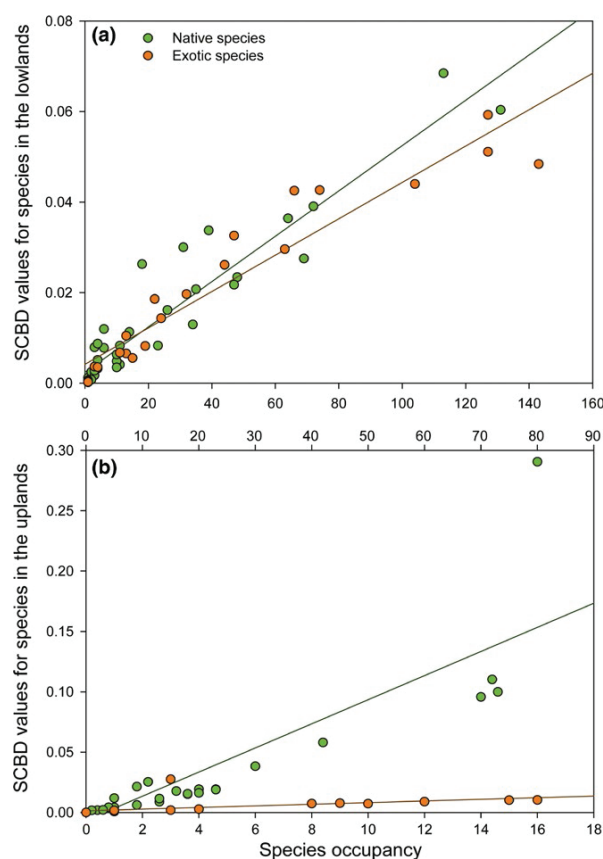 (a)
Native species
Exotic species
SCBD values for species in the lowlands
0.08
0.06
0.04
0.02
0.00
0 20 40 60 80 100 120 140 160
0 10 20 30 40 50 60 70 80 90
(b)
SCBD values for species in the uplands
0.30
0.25
0.20
0.15
0.10
0.05
0.00
0 2 4 6 8 10 12 14 16 18
Species occupancy